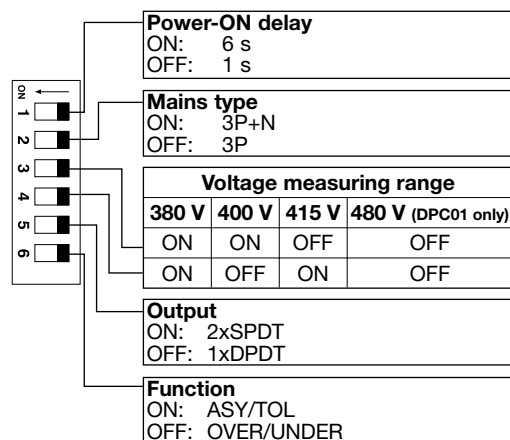 Power-ON delay
ON: 6 s
OFF: 1 s
ON
1
2
3
4
5
6
Mains type
ON: 3P+N
OFF: 3P
Voltage measuring range
380 V 400 V 415 V 480 V (DPC01 only)
ON ON OFF OFF
ON OFF ON OFF
Output
ON: 2xSPDT
OFF: 1xDPDT
Function
ON: ASY/TOL
OFF: OVER/UNDER